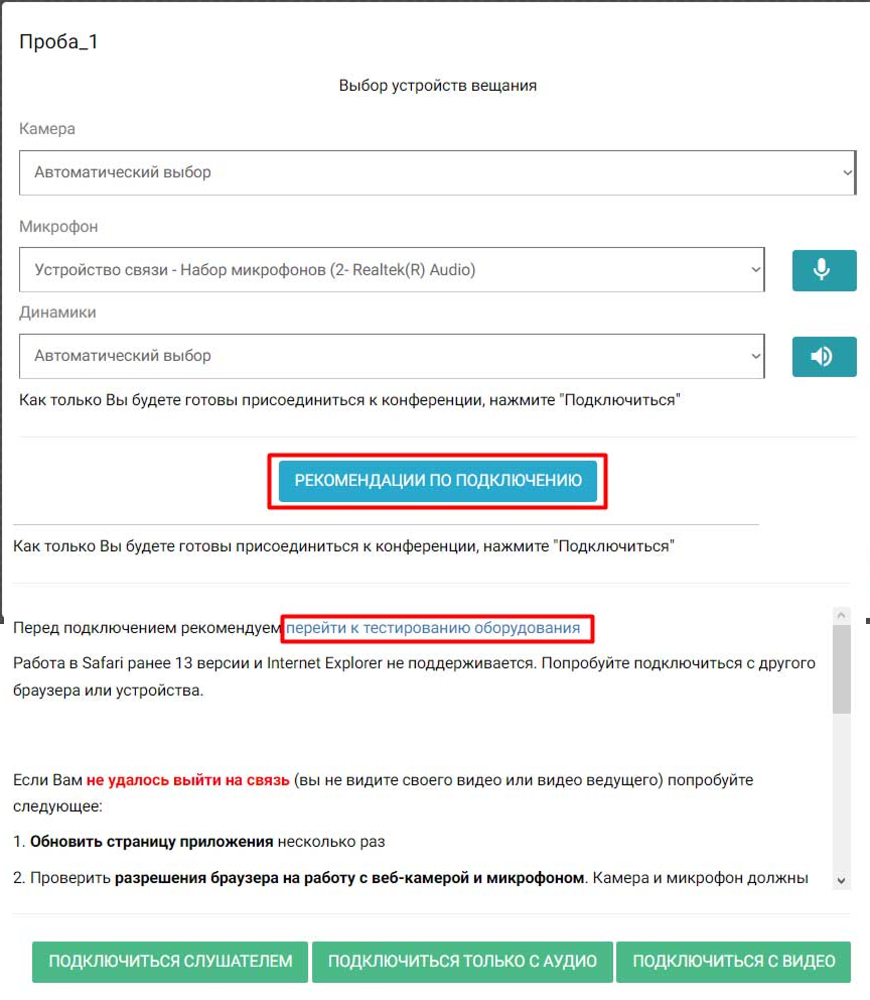 Проба_1
Выбор устройств вещания
Камера
Автоматический выбор
Микрофон
Устройство связи - Набор микрофонов (2- Realtek(R) Audio)
Динамики
Автоматический выбор
Как только Вы будете готовы присоединиться к конференции, нажмите "Подключиться"
РЕКОМЕНДАЦИИ ПО ПОДКЛЮЧЕНИЮ
Как только Вы будете готовы присоединиться к конференции, нажмите "Подключиться"
Перед подключением рекомендуем перейти к тестированию оборудования
Работа в Safari ранее 13 версии и Internet Explorer не поддерживается. Попробуйте подключиться с другого
браузера или устройства.
Если Вам не удалось выйти на связь (вы не видите своего видео или видео ведущего) попробуйте
следующее:
1. Обновить страницу приложения несколько раз
2. Проверить разрешения браузера на работу с веб-камерой и микрофоном. Камера и микрофон должны
ПОДКЛЮЧИТЬСЯ СЛУШАТЕЛЕМ
ПОДКЛЮЧИТЬСЯ ТОЛЬКО С АУДИО
ПОДКЛЮЧИТЬСЯ С ВИДЕО